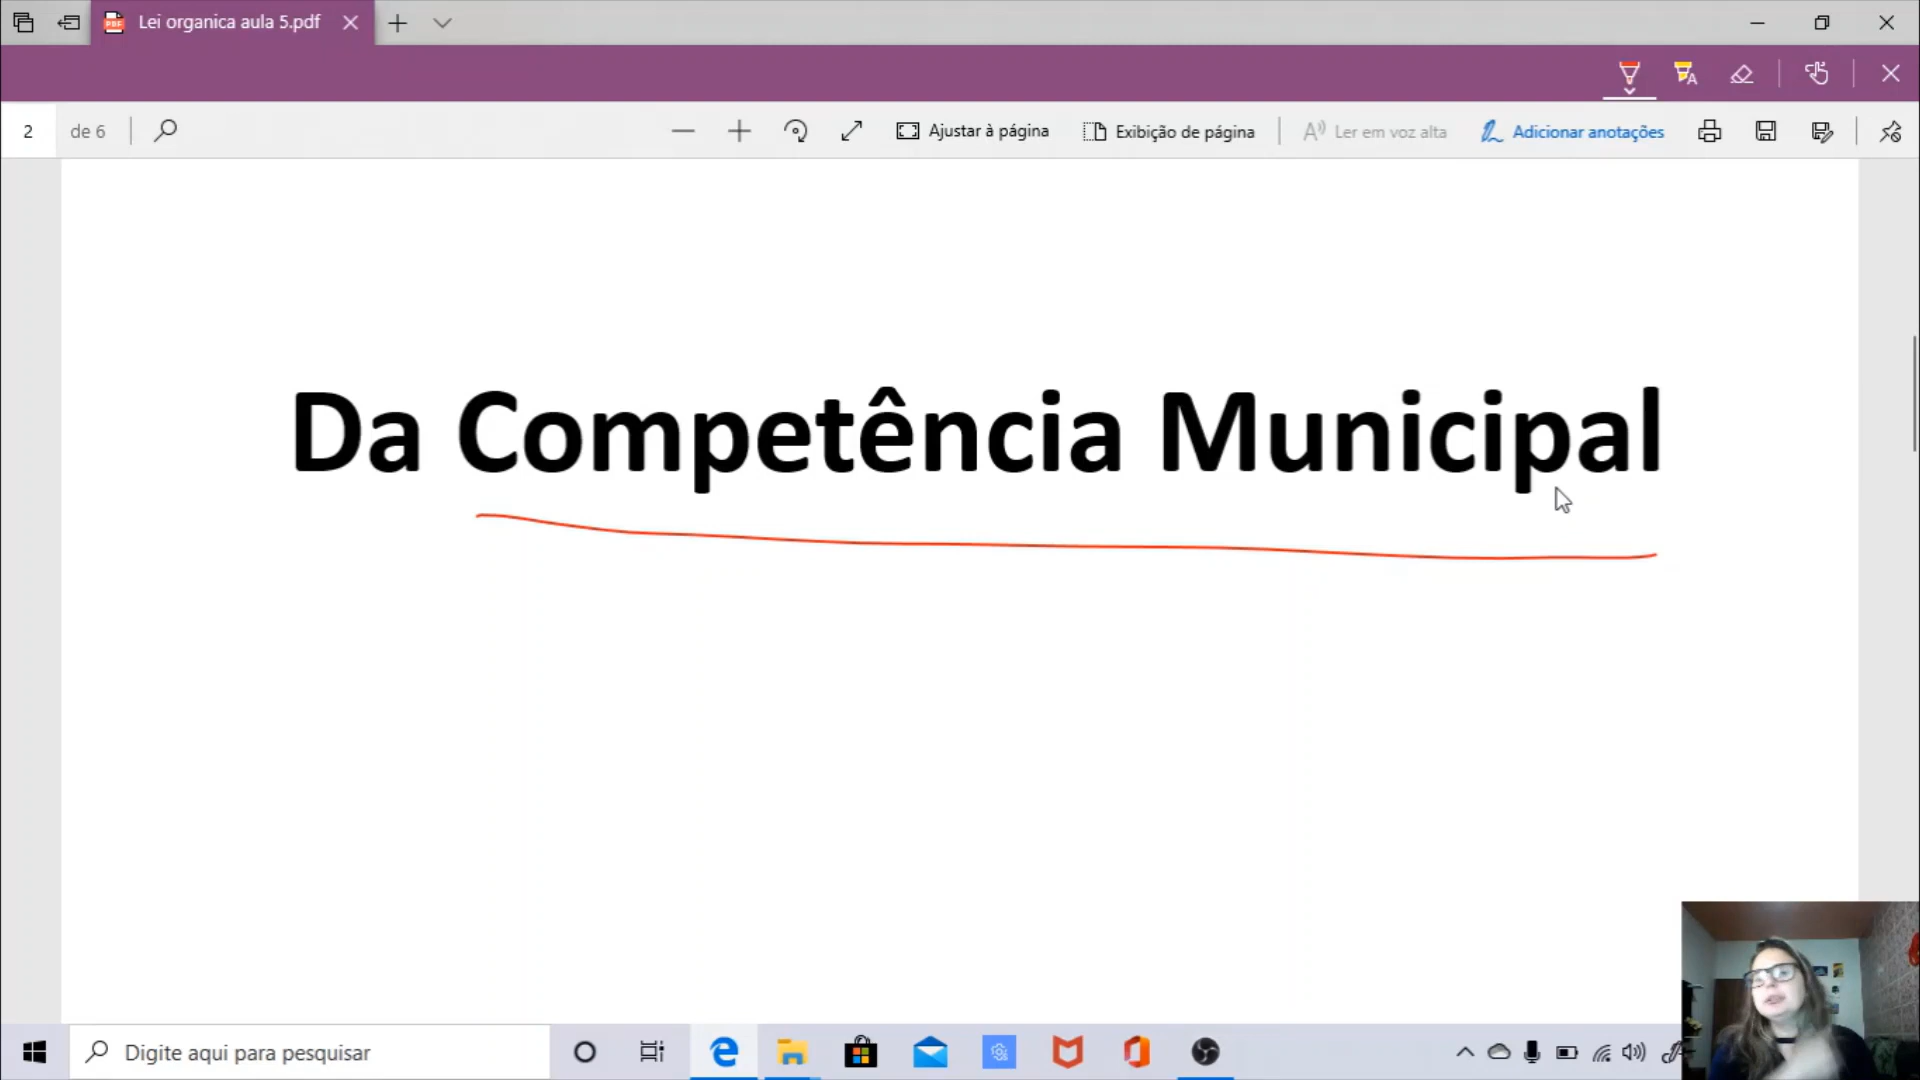 Lei organica aula 5.pdf
2 de 6
Ajustar à página
Exibição de página
Ler em voz alta
Adicionar anotações
Da Competência Municipal
Digite aqui para pesquisar